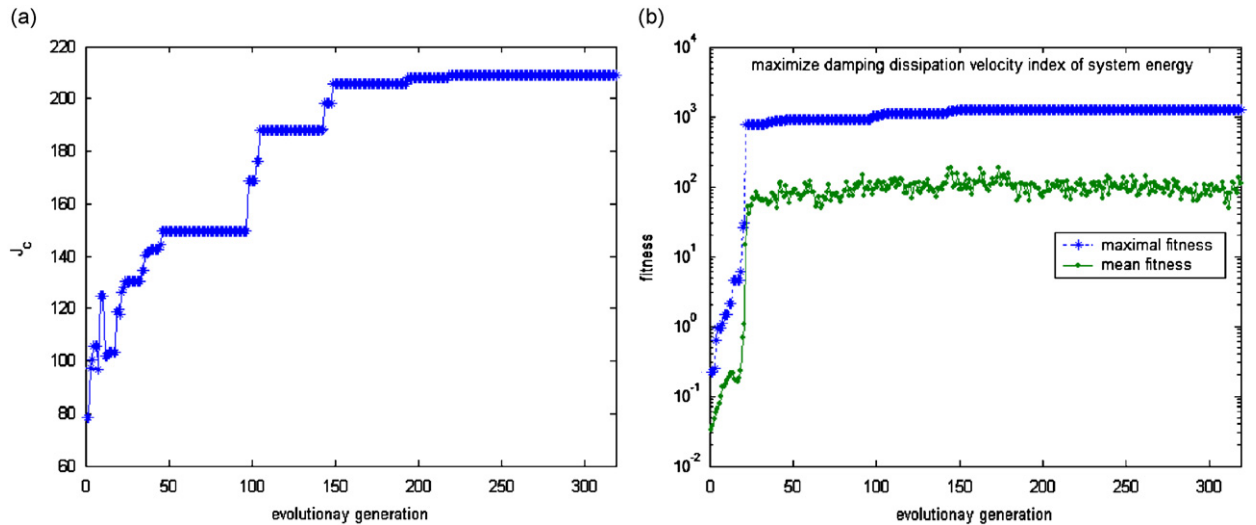 (a)
220
200
180
160
140
120
100
80
60
J_c
0 50 100 150 200 250 300
evolutionay generation
(b)
10^4
10^3
10^2
10^1
10^0
10^-1
10^-2
fitness
maximize damping dissipation velocity index of system energy
maximal fitness
mean fitness
0 50 100 150 200 250 300
evolutionay generation